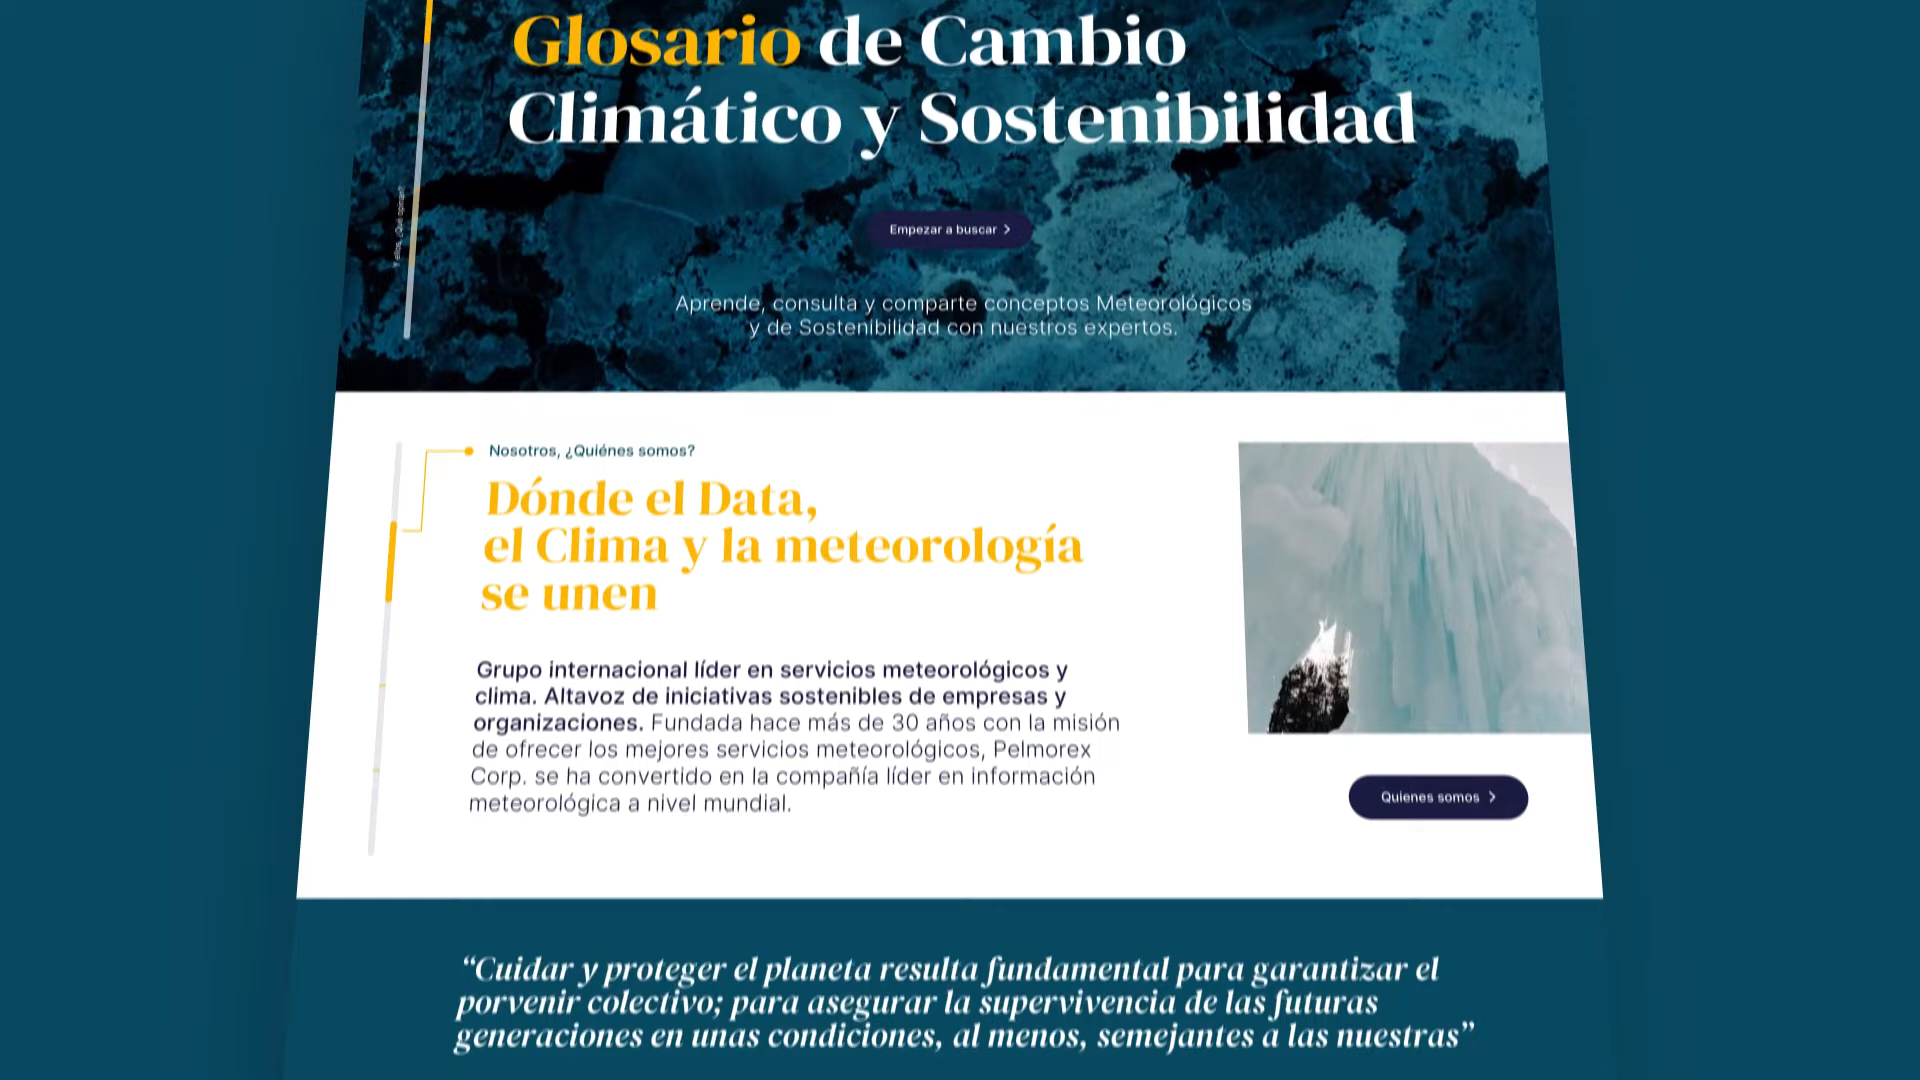 Glosario de Cambio
Climático y Sostenibilidad
Y ellos, ¿Qué opinan?
Empezar a buscar
Aprende, consulta y comparte conceptos Meteorológicos
y de Sostenibilidad con nuestros expertos.
Nosotros, ¿Quiénes somos?
Dónde el Data,
el Clima y la meteorología
se unen
Grupo internacional líder en servicios meteorológicos y
clima. Altavoz de iniciativas sostenibles de empresas y
organizaciones. Fundada hace más de 30 años con la misión
de ofrecer los mejores servicios meteorológicos, Pelmorex
Corp. se ha convertido en la compañía líder en información
meteorológica a nivel mundial.
Quienes somos
“Cuidar y proteger el planeta resulta fundamental para garantizar el
porvenir colectivo; para asegurar la supervivencia de las futuras
generaciones en unas condiciones, al menos, semejantes a las nuestras”